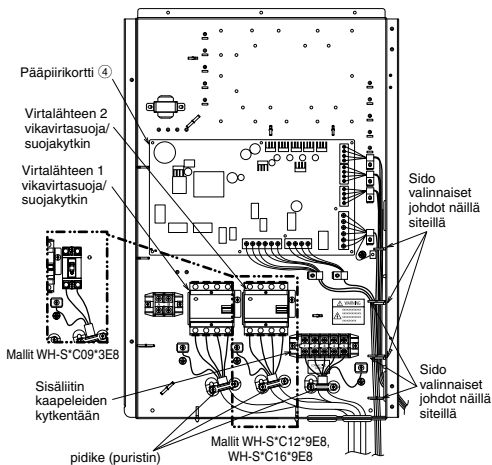 Pääpiirikortti ④
Virtalähteen 2
vikavirtasuoja/
suojakytkin
Virtalähteen 1
vikavirtasuoja/
suojakytkin
Sido
valinnaiset
johdot näillä
siteillä
WARNING
Mallit WH-S*C09*3E8
Sisäliitin
kaapeleiden
kytkentään
Sido
valinnaiset
johdot näillä
siteillä
Mallit WH-S*C12*9E8,
WH-S*C16*9E8
pidike (puristin)